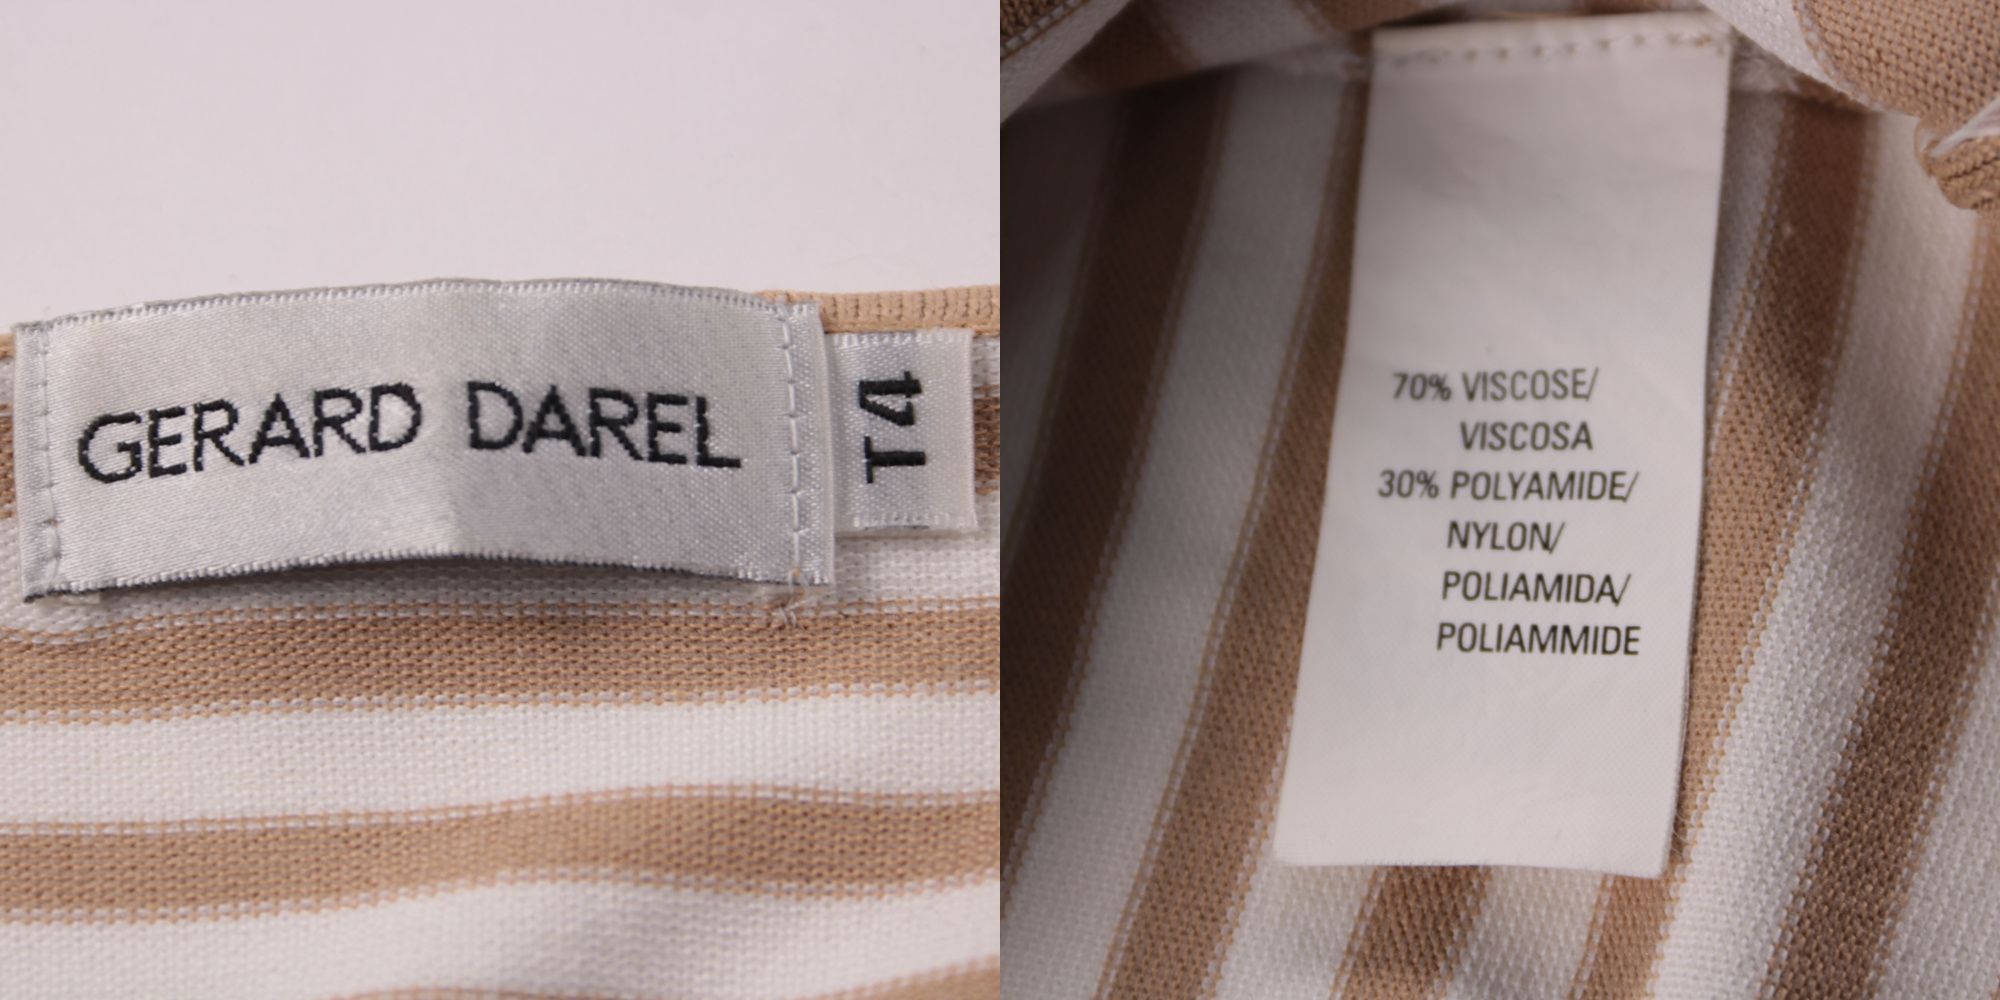 GERARD DAREL
T4
70% VISCOSE/
VISCOSA
30% POLYAMIDE/
NYLON/
POLIAMIDA/
POLIAMMIDE